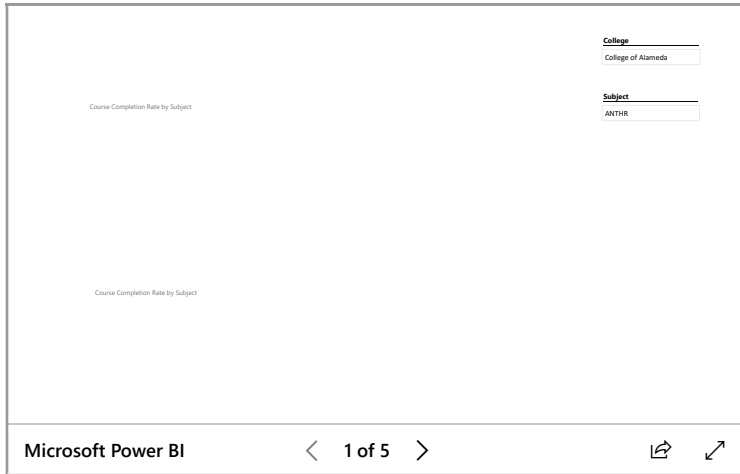 College
College of Alameda
Subject
ANTHR
Course Completion Rate by Subject
Course Completion Rate by Subject
Microsoft Power BI
1 of 5